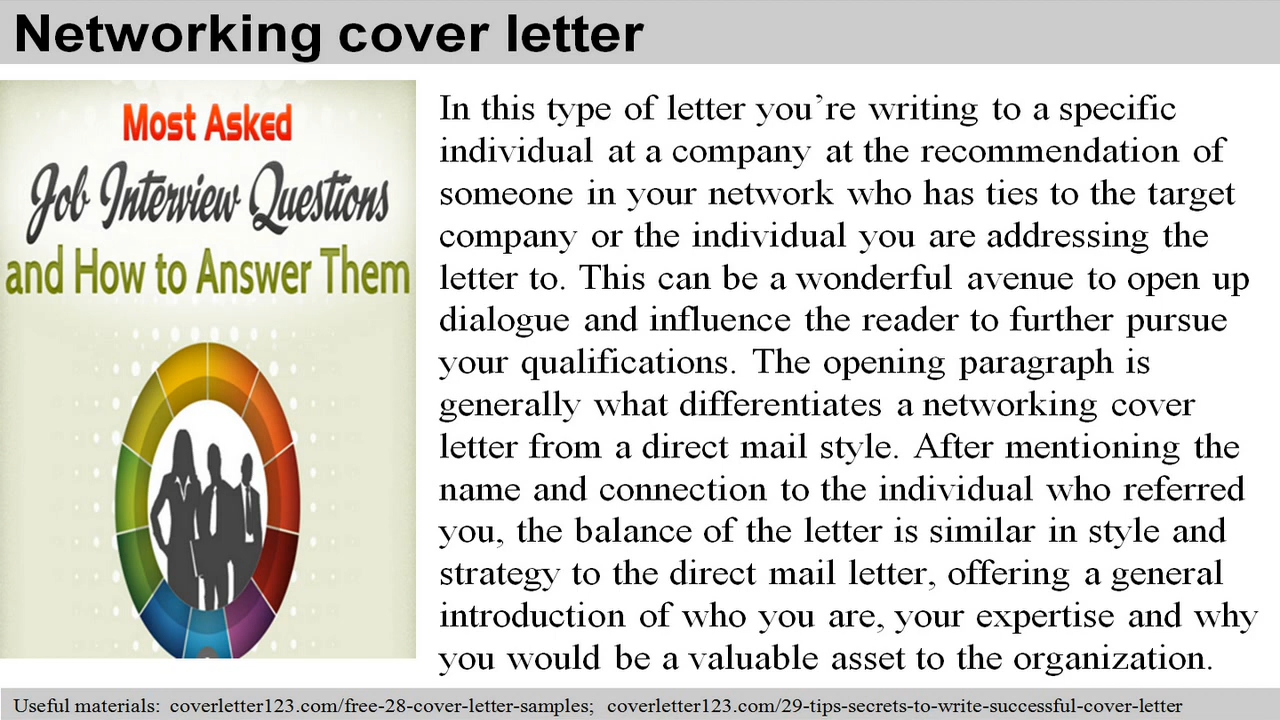 Networking cover letter
Most Asked
Job Interview Questions
and How to Answer Them
In this type of letter you’re writing to a specific
individual at a company at the recommendation of
someone in your network who has ties to the target
company or the individual you are addressing the
letter to. This can be a wonderful avenue to open up
dialogue and influence the reader to further pursue
your qualifications. The opening paragraph is
generally what differentiates a networking cover
letter from a direct mail style. After mentioning the
name and connection to the individual who referred
you, the balance of the letter is similar in style and
strategy to the direct mail letter, offering a general
introduction of who you are, your expertise and why
you would be a valuable asset to the organization.
Useful materials: coverletter123.com/free-28-cover-letter-samples; coverletter123.com/29-tips-secrets-to-write-successful-cover-letter